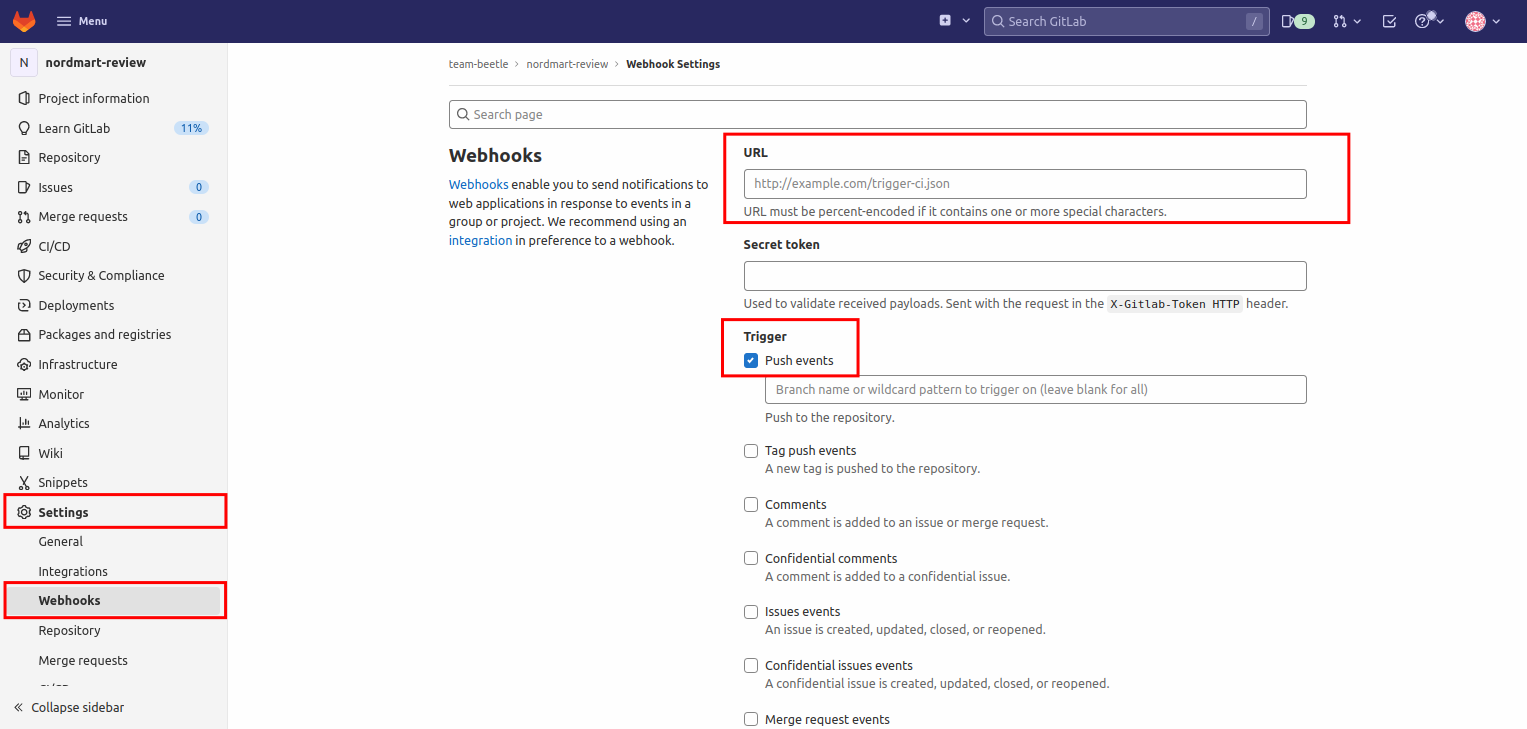 Menu
Search GitLab
/
9
N
nordmart-review
Project information
Learn GitLab
11%
Repository
Issues
0
Merge requests
0
CI/CD
Security & Compliance
Deployments
Packages and registries
Infrastructure
Monitor
Analytics
Wiki
Snippets
Settings
General
Integrations
Webhooks
Repository
Merge requests
Collapse sidebar
team-beetle > nordmart-review > Webhook Settings
Search page
Webhooks
Webhooks enable you to send notifications to
web applications in response to events in a
group or project. We recommend using an
integration in preference to a webhook.
URL
http://example.com/trigger-ci.json
URL must be percent-encoded if it contains one or more special characters.
Secret token
Used to validate received payloads. Sent with the request in the X-Gitlab-Token HTTP header.
Trigger
Push events
Branch name or wildcard pattern to trigger on (leave blank for all)
Push to the repository.
Tag push events
A new tag is pushed to the repository.
Comments
A comment is added to an issue or merge request.
Confidential comments
A comment is added to a confidential issue.
Issues events
An issue is created, updated, closed, or reopened.
Confidential issues events
A confidential issue is created, updated, closed, or reopened.
Merge request events